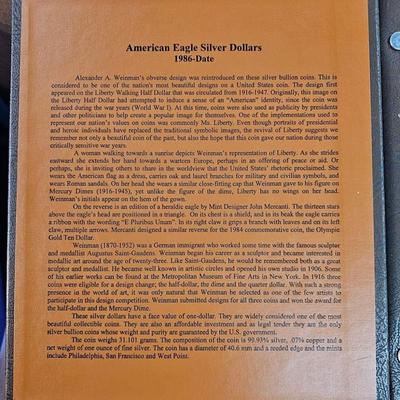 American Eagle Silver Dollars
1986-Date
Alexander A. Weinman's obverse design was reintroduced on these silver bullion coins. This is
considered to be one of the nation's most beautiful designs on a United States coin. The design first
appeared on the Liberty Walking Half Dollar that was circulated from 1916-1947. Originally, this image on
the Liberty Half Dollar had attempted to induce a sense of an "American" identity, since the coin was
released during the war years (World War I). At this time, coins were also used as publicity by presidents
and other politicians to help create a popular image for themselves. One of the implementations used to
represent our nation's values on coins was commonly Ms. Liberty. Even though portraits of presidential
and heroic individuals have replaced the traditional symbolic images, the revival of Liberty suggests we
remember not only a beautiful coin of the past, but also the hope that this coin gave our nation during those
critically sensitive war years.
A woman walking towards a sunrise depicts Weinman's representation of Liberty. As she strides
eastward she extends her hand towards a wartorn Europe, perhaps in an offering of peace or aid. Or
perhaps, she is inviting others to share in the worldview that the United States' rhetoric proclaimed. She
wears the American flag as a dress, carries oak and laurel branches for military and civilian symbols, and
wears Roman sandals. On her head she wears a similar close-fitting cap that Weinman gave to his figure on
Mercury Dimes (1916-1945), yet unlike the figure of the dime, Liberty has no wings on her head.
Weinman's initials appear on the hem of the gown.
On the reverse is an edition of a heraldic eagle by Mint Designer John Mercanti. The thirteen stars
above the eagle's head are positioned in a triangle. On its chest is a shield, and in its beak the eagle carries
a ribbon with the wording "E Pluribus Unum". In its right claw it grips a branch with leaves and on its left
claw, multiple arrows. Mercanti designed a similar reverse for the 1984 commemorative coin, the Olympic
Gold Ten Dollar.
Weinman (1870-1952) was a German immigrant who worked some time with the famous sculptor
and medallist Augustus Saint-Gaudens. Weinman began his career as a sculptor and became interested in
medallist art around the age of twenty-three. Like Saint-Gaudens, he would be remembered both as a great
sculptor and medallist. He became well known in artistic circles and opened his own studio in 1906. Some
of his earlier works can be found at the Metropolitan Museum of Fine Arts in New York. In 1916 three
coins were eligible for a design change; the half-dollar, the dime and the quarter dollar. With such a strong
presence in the world of art, it was only natural that Weinman be selected as one of the few artists to
participate in this design competition. Weinman submitted designs for all three coins and won the award for
the half-dollar and the Mercury Dime.
These silver dollars have a face value of one-dollar. They are widely considered one of the most
beautiful collectible coins. They are also an affordable investment and as legal tender they are the only
silver bullion coins whose weight and purity are guaranteed by the U.S. government.
The coin weighs 31.101 grams. The composition of the coin is 99.93% silver, .07% copper and a
net weight of one ounce of fine silver. The coin has a diameter of 40.6 mm and a reeded edge and the mints
include Philadelphia, San Francisco and West Point.